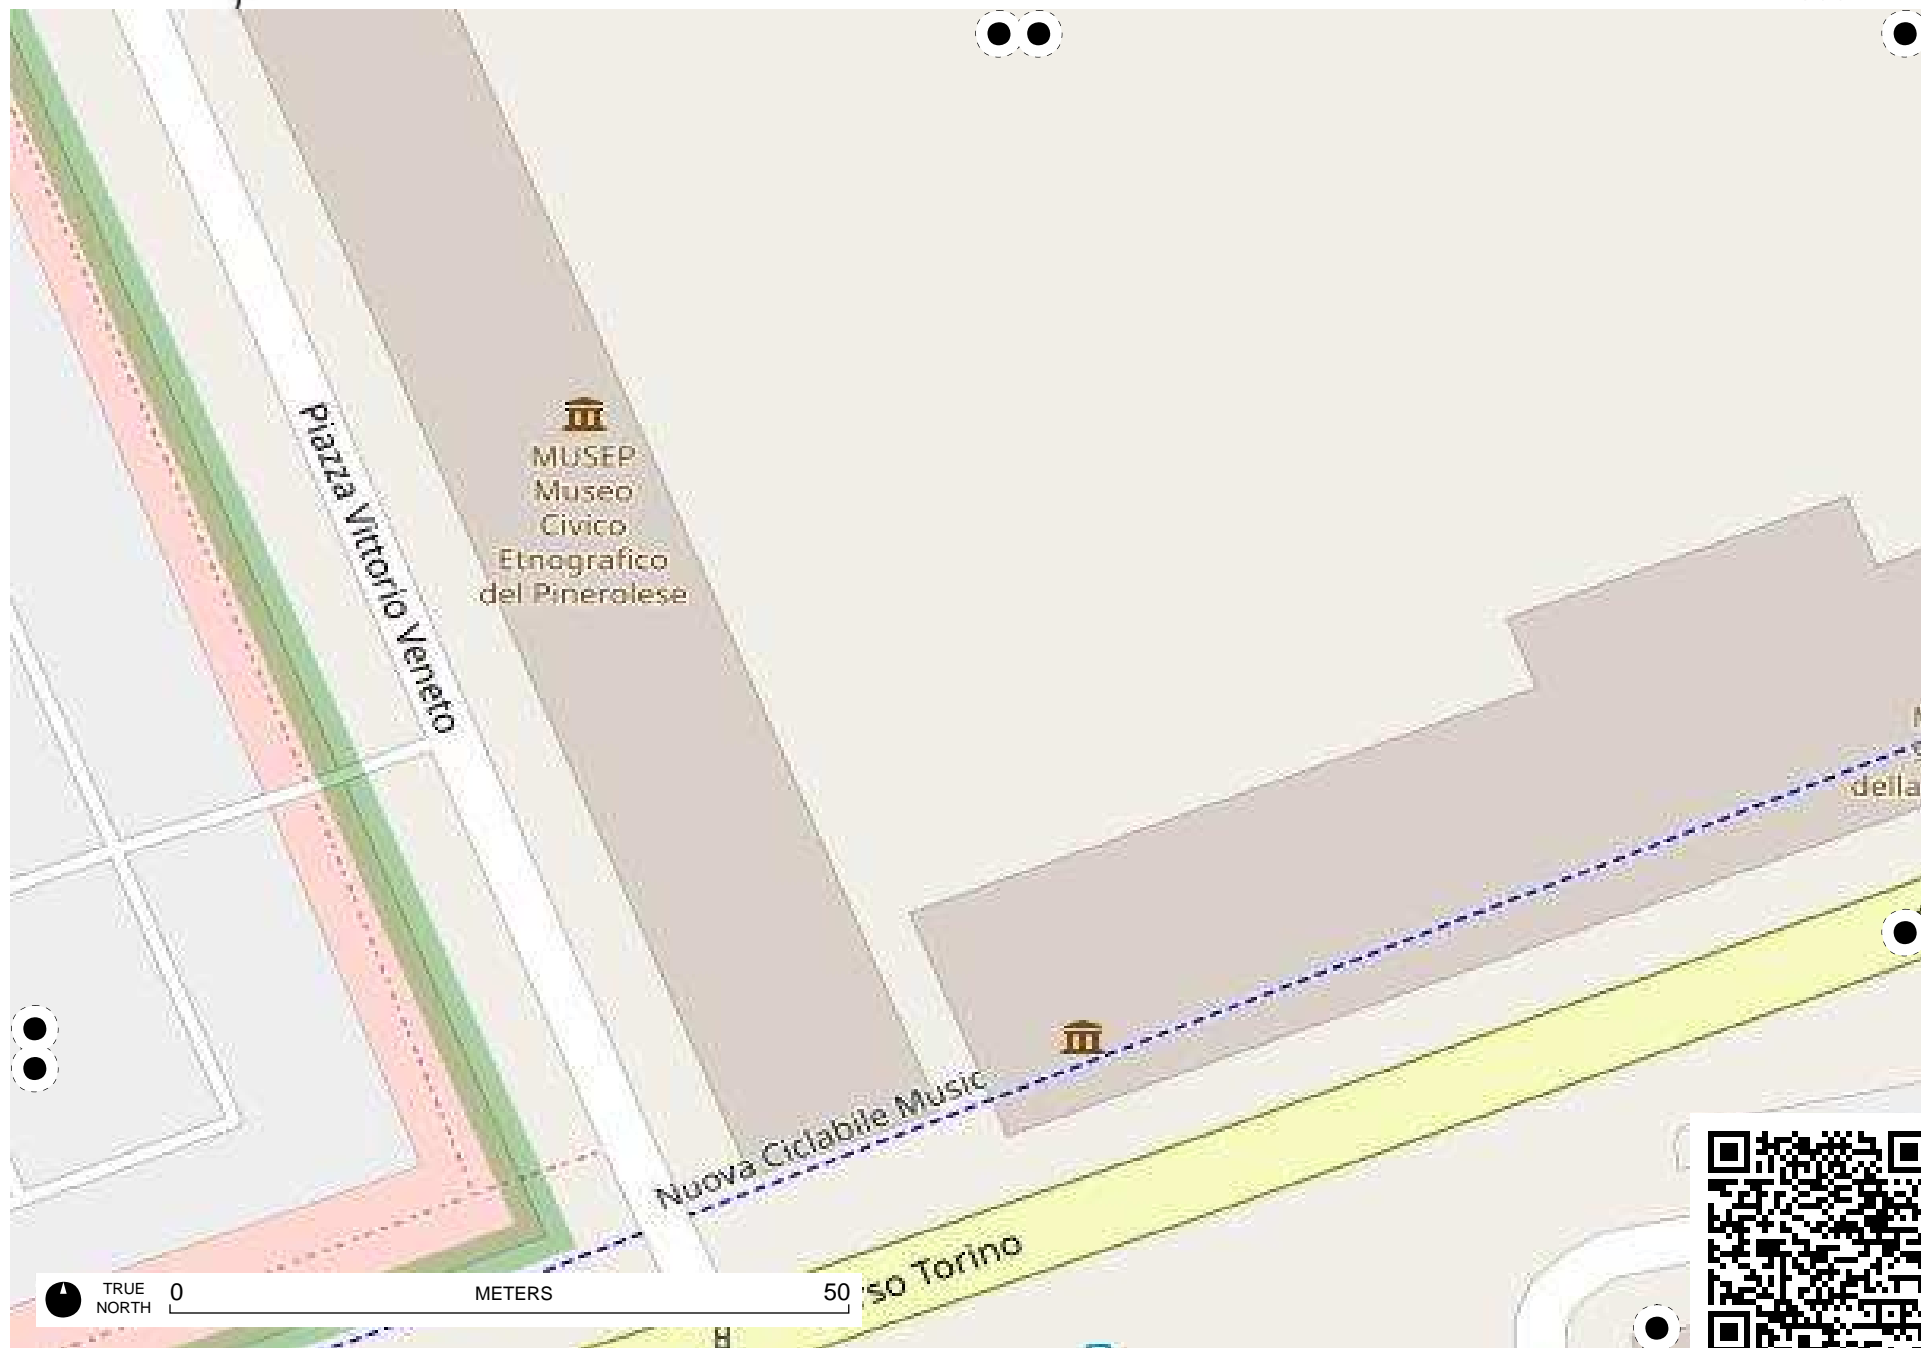 Piazza Vittorio Veneto
MUSEP
Museo
Civico
Etnografico
del Pinerolese
della
Nuova Ciclabile Music
rso Torino
TRUE
NORTH
0
METERS
50